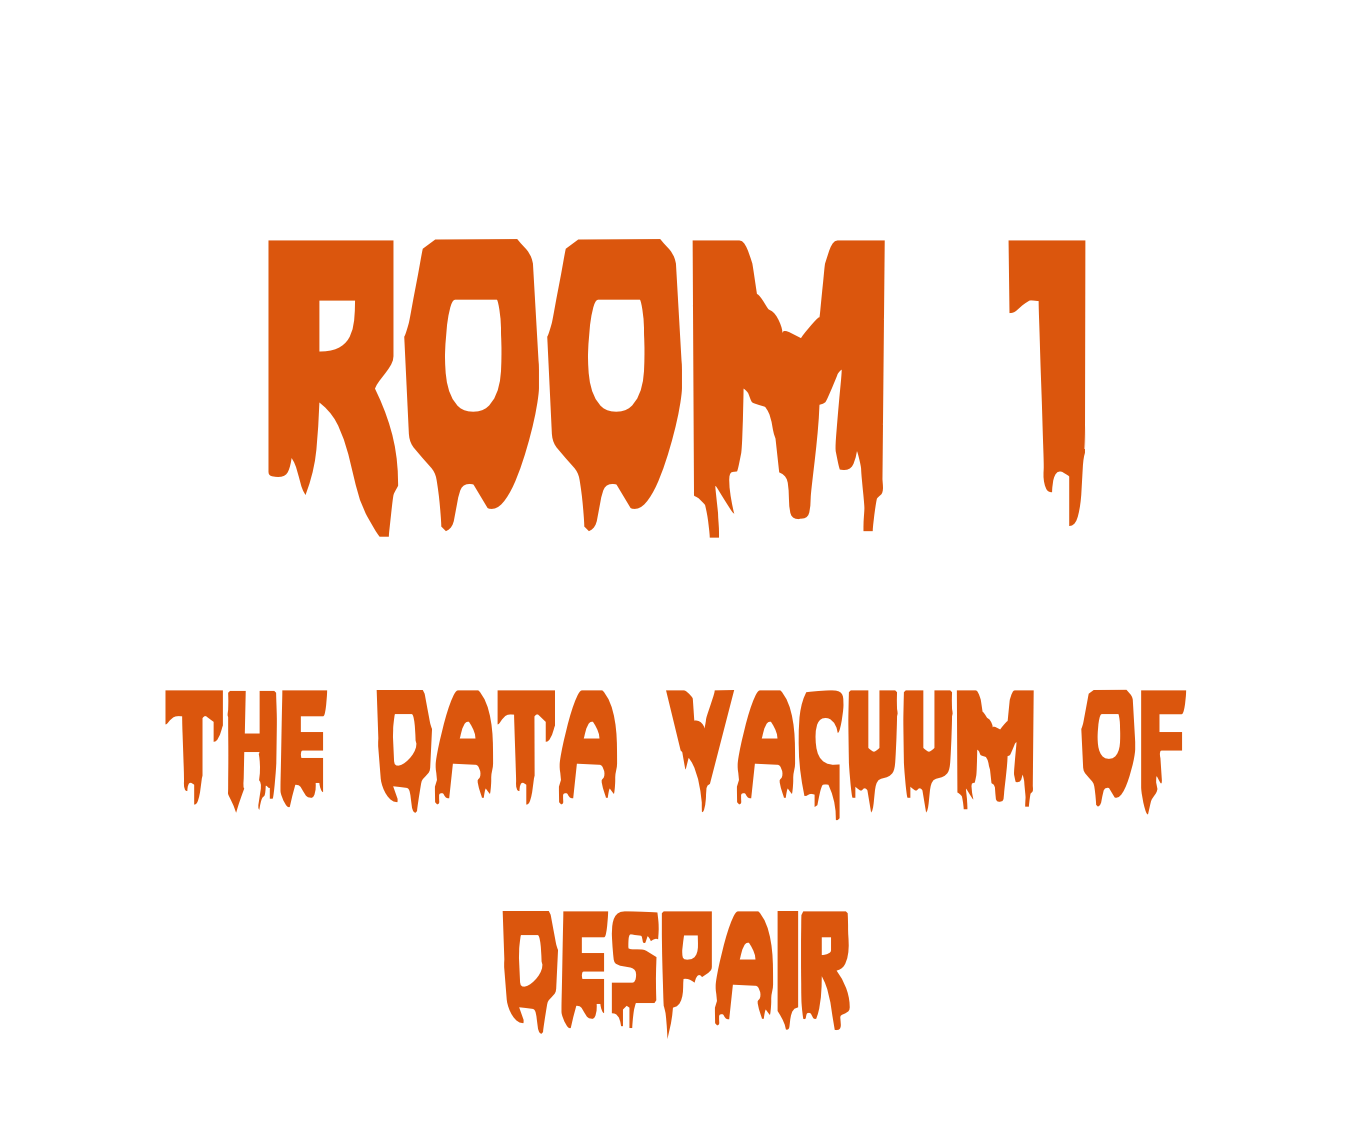 ROOM 1
THE DATA VACUUM OF
DESPAIR